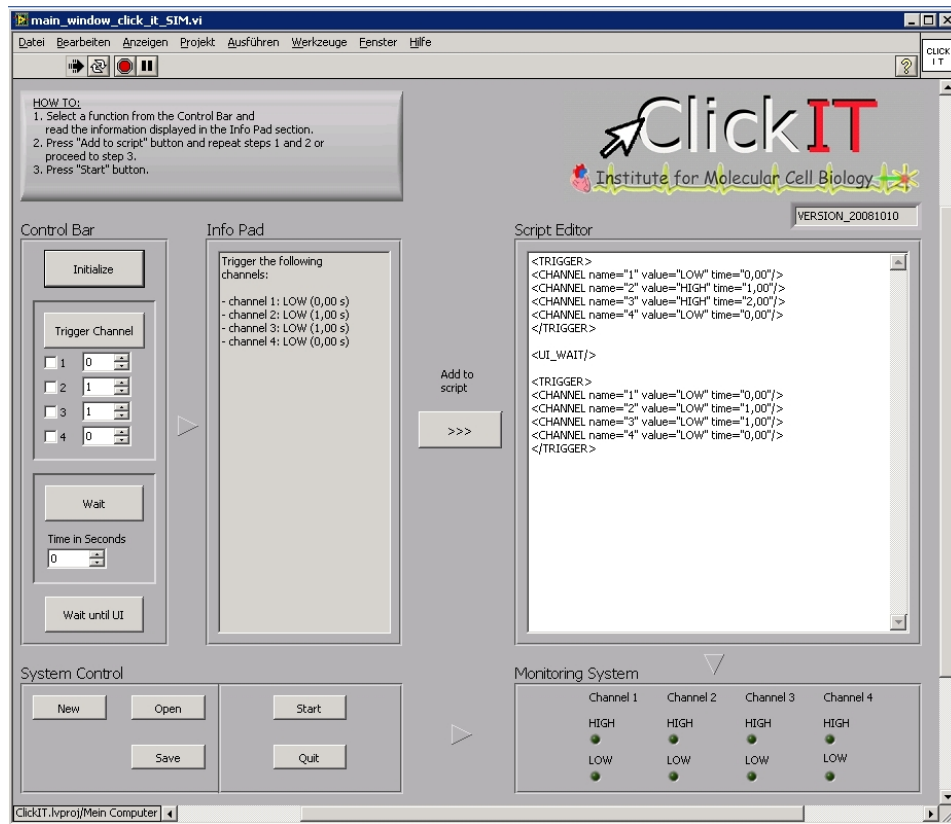 main_window_click_it_SIM.vi
Datei Bearbeiten Anzeigen Projekt Ausführen Werkzeuge Fenster Hilfe
CLICK
IT
HOW TO:
1. Select a function from the Control Bar and
read the information displayed in the Info Pad section.
2. Press "Add to script" button and repeat steps 1 and 2 or
proceed to step 3.
3. Press "Start" button.
ClickIT
Institute for Molecular Cell Biology
VERSION_20081010
Control Bar
Initialize
Trigger Channel
1 0
2 1
3 1
4 0
Wait
Time in Seconds
0
Wait until UI
Info Pad
Trigger the following
channels:
- channel 1: LOW (0,00 s)
- channel 2: LOW (1,00 s)
- channel 3: LOW (1,00 s)
- channel 4: LOW (0,00 s)
Add to
script
>>>
Script Editor
<TRIGGER>
<CHANNEL name="1" value="LOW" time="0,00"/>
<CHANNEL name="2" value="HIGH" time="1,00"/>
<CHANNEL name="3" value="HIGH" time="2,00"/>
<CHANNEL name="4" value="LOW" time="0,00"/>
</TRIGGER>
<UI_WAIT/>
<TRIGGER>
<CHANNEL name="1" value="LOW" time="0,00"/>
<CHANNEL name="2" value="LOW" time="1,00"/>
<CHANNEL name="3" value="LOW" time="1,00"/>
<CHANNEL name="4" value="LOW" time="0,00"/>
</TRIGGER>
System Control
New Open Start
Save Quit
Monitoring System
Channel 1 Channel 2 Channel 3 Channel 4
HIGH HIGH HIGH HIGH
LOW LOW LOW LOW
ClickIT.lvproj/Mein Computer